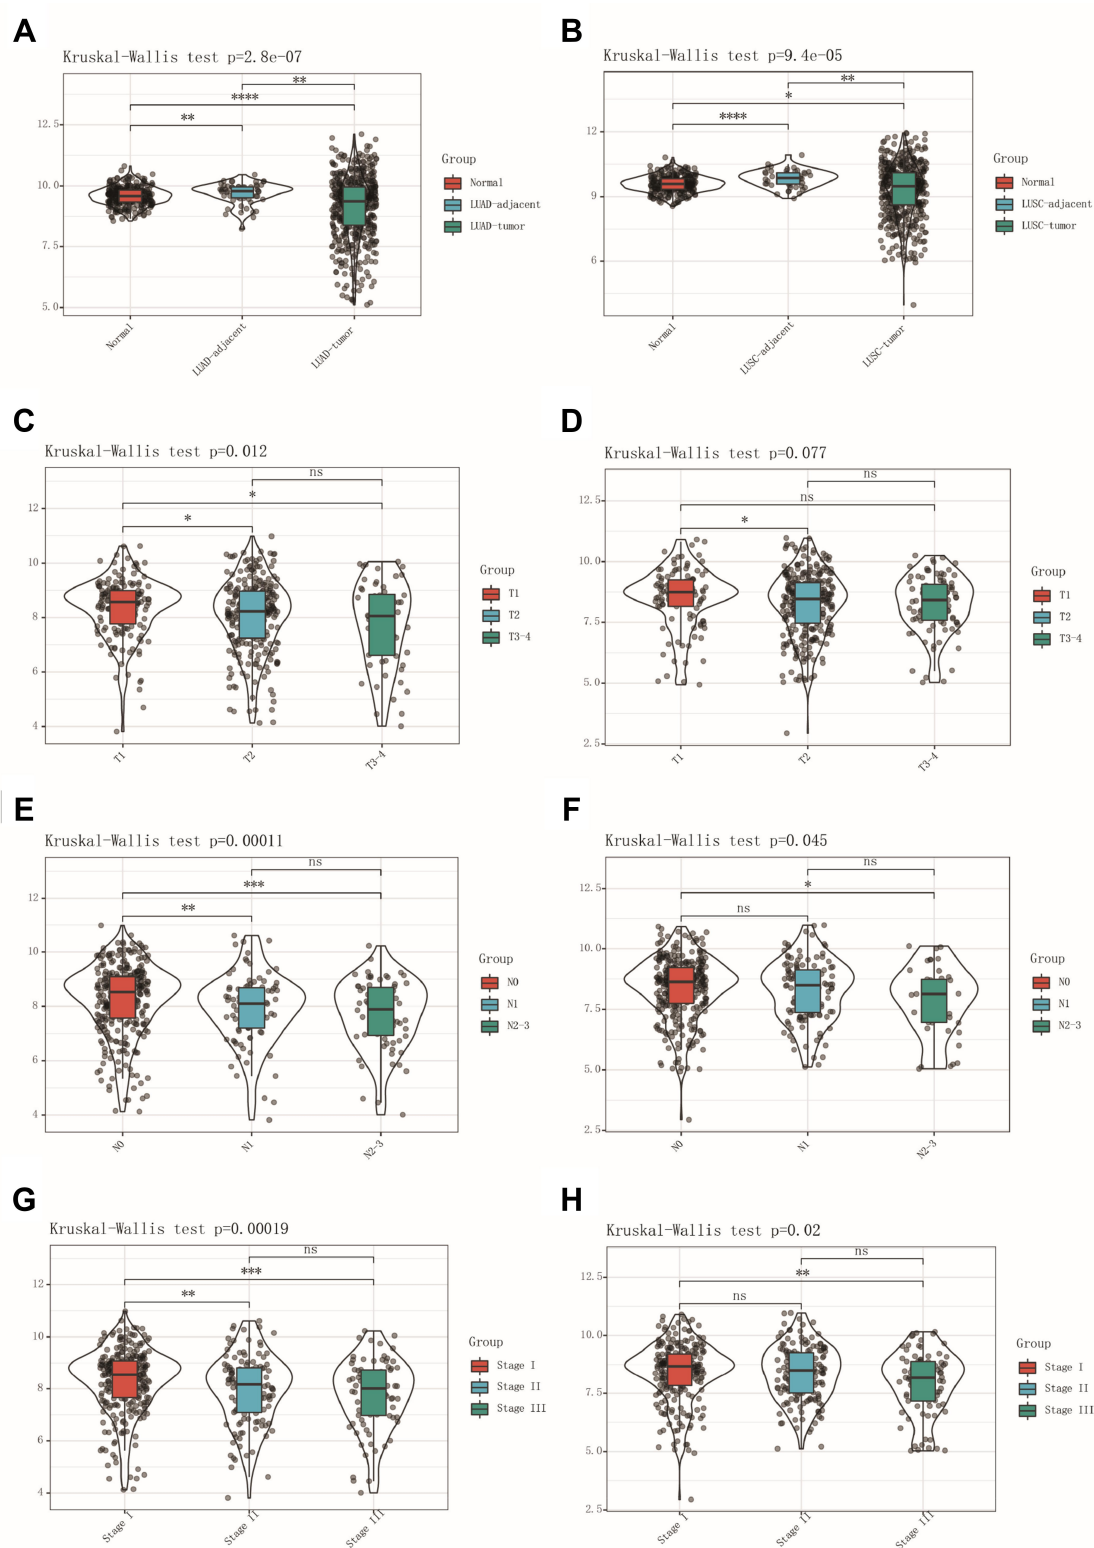 A
Kruskal-Wallis test p=2.8e-07
**
****
**
12.5
10.0
7.5
5.0
Normal
LUAD-adjacent
LUAD-tumor
Group
Normal
LUAD-adjacent
LUAD-tumor
B
Kruskal-Wallis test p=9.4e-05
**
*
****
12
9
6
Normal
LUSC-adjacent
LUSC-tumor
Group
Normal
LUSC-adjacent
LUSC-tumor
C
Kruskal-Wallis test p=0.012
ns
*
*
12
10
8
6
4
T1
T2
T3-4
Group
T1
T2
T3-4
D
Kruskal-Wallis test p=0.077
ns
ns
*
12.5
10.0
7.5
5.0
2.5
T1
T2
T3-4
Group
T1
T2
T3-4
E
Kruskal-Wallis test p=0.00011
ns
***
**
12
10
8
6
4
N0
N1
N2-3
Group
N0
N1
N2-3
F
Kruskal-Wallis test p=0.045
ns
*
ns
12.5
10.0
7.5
5.0
2.5
N0
N1
N2-3
Group
N0
N1
N2-3
G
Kruskal-Wallis test p=0.00019
ns
***
**
12
10
8
6
4
Stage I
Stage II
Stage III
Group
Stage I
Stage II
Stage III
H
Kruskal-Wallis test p=0.02
ns
**
ns
12.5
10.0
7.5
5.0
2.5
Stage I
Stage II
Stage III
Group
Stage I
Stage II
Stage III